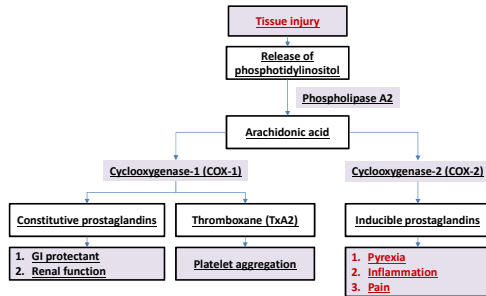 Tissue injury
Release of
phosphotidylinositol
Phospholipase A2
Arachidonic acid
Cyclooxygenase-1 (COX-1)
Cyclooxygenase-2 (COX-2)
Constitutive prostaglandins
Thromboxane (TxA2)
Inducible prostaglandins
1. GI protectant
2. Renal function
Platelet aggregation
1. Pyrexia
2. Inflammation
3. Pain